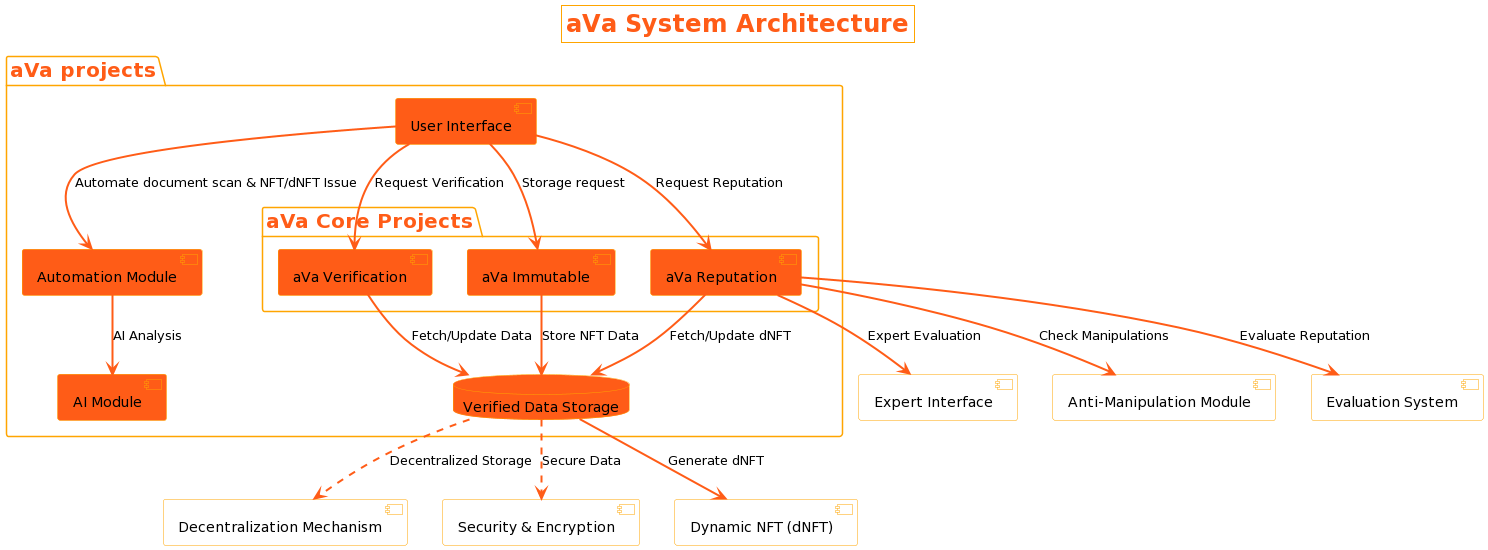 aVa System Architecture
aVa projects
User Interface
Automate document scan & NFT/dNFT Issue
Request Verification
Storage request
Request Reputation
aVa Core Projects
Automation Module
aVa Verification
aVa Immutable
aVa Reputation
AI Analysis
Fetch/Update Data
Store NFT Data
Fetch/Update dNFT
Expert Evaluation
Check Manipulations
Evaluate Reputation
AI Module
Verified Data Storage
Expert Interface
Anti-Manipulation Module
Evaluation System
Decentralized Storage
Secure Data
Generate dNFT
Decentralization Mechanism
Security & Encryption
Dynamic NFT (dNFT)